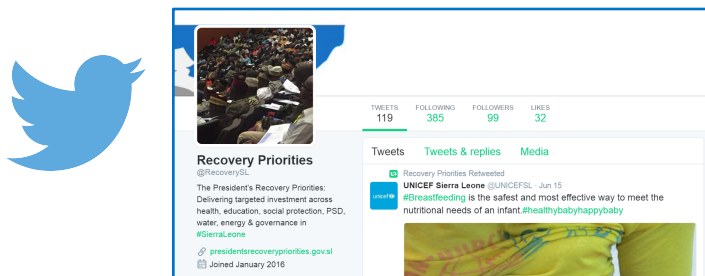 TWEETS FOLLOWING FOLLOWERS LIKES
119 385 99 32
Recovery Priorities
@RecoverySL
The President's Recovery Priorities:
Delivering targeted investment across
health, education, social protection, PSD,
water, energy & governance in
#SierraLeone
presidentsrecoverypriorities.gov.sl
Joined January 2016
Tweets Tweets & replies Media
Recovery Priorities Retweeted
unicef
UNICEF Sierra Leone @UNICEFSL · Jun 15
#Breastfeeding is the safest and most effective way to meet the
nutritional needs of an infant.#healthybabyhappybaby